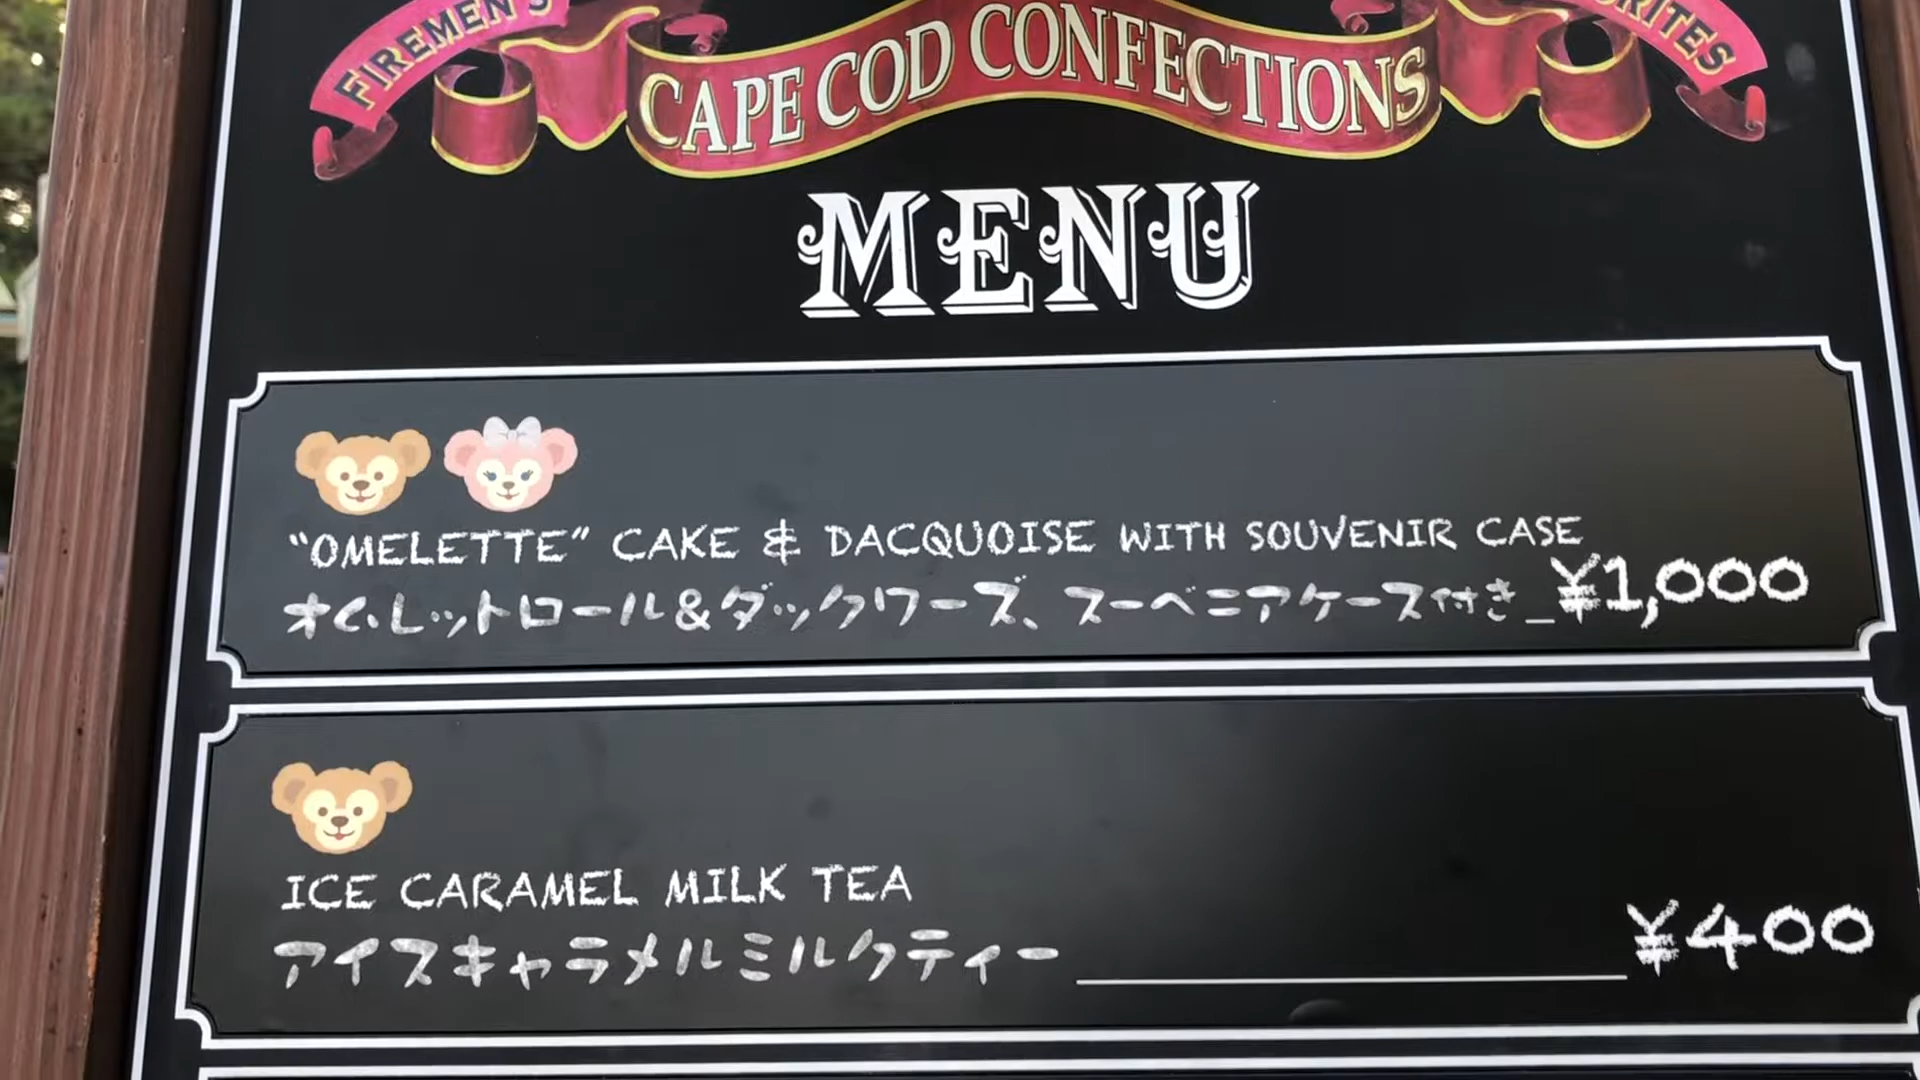 FIREMEN'S
CAPE COD CONFECTIONS
MENU
"OMELETTE" CAKE & DACQUOISE WITH SOUVENIR CASE
オムレットロール&ダックワーズ、スーベニアケース付き ¥1,000
ICE CARAMEL MILK TEA
アイスキャラメルミルクティー ¥400